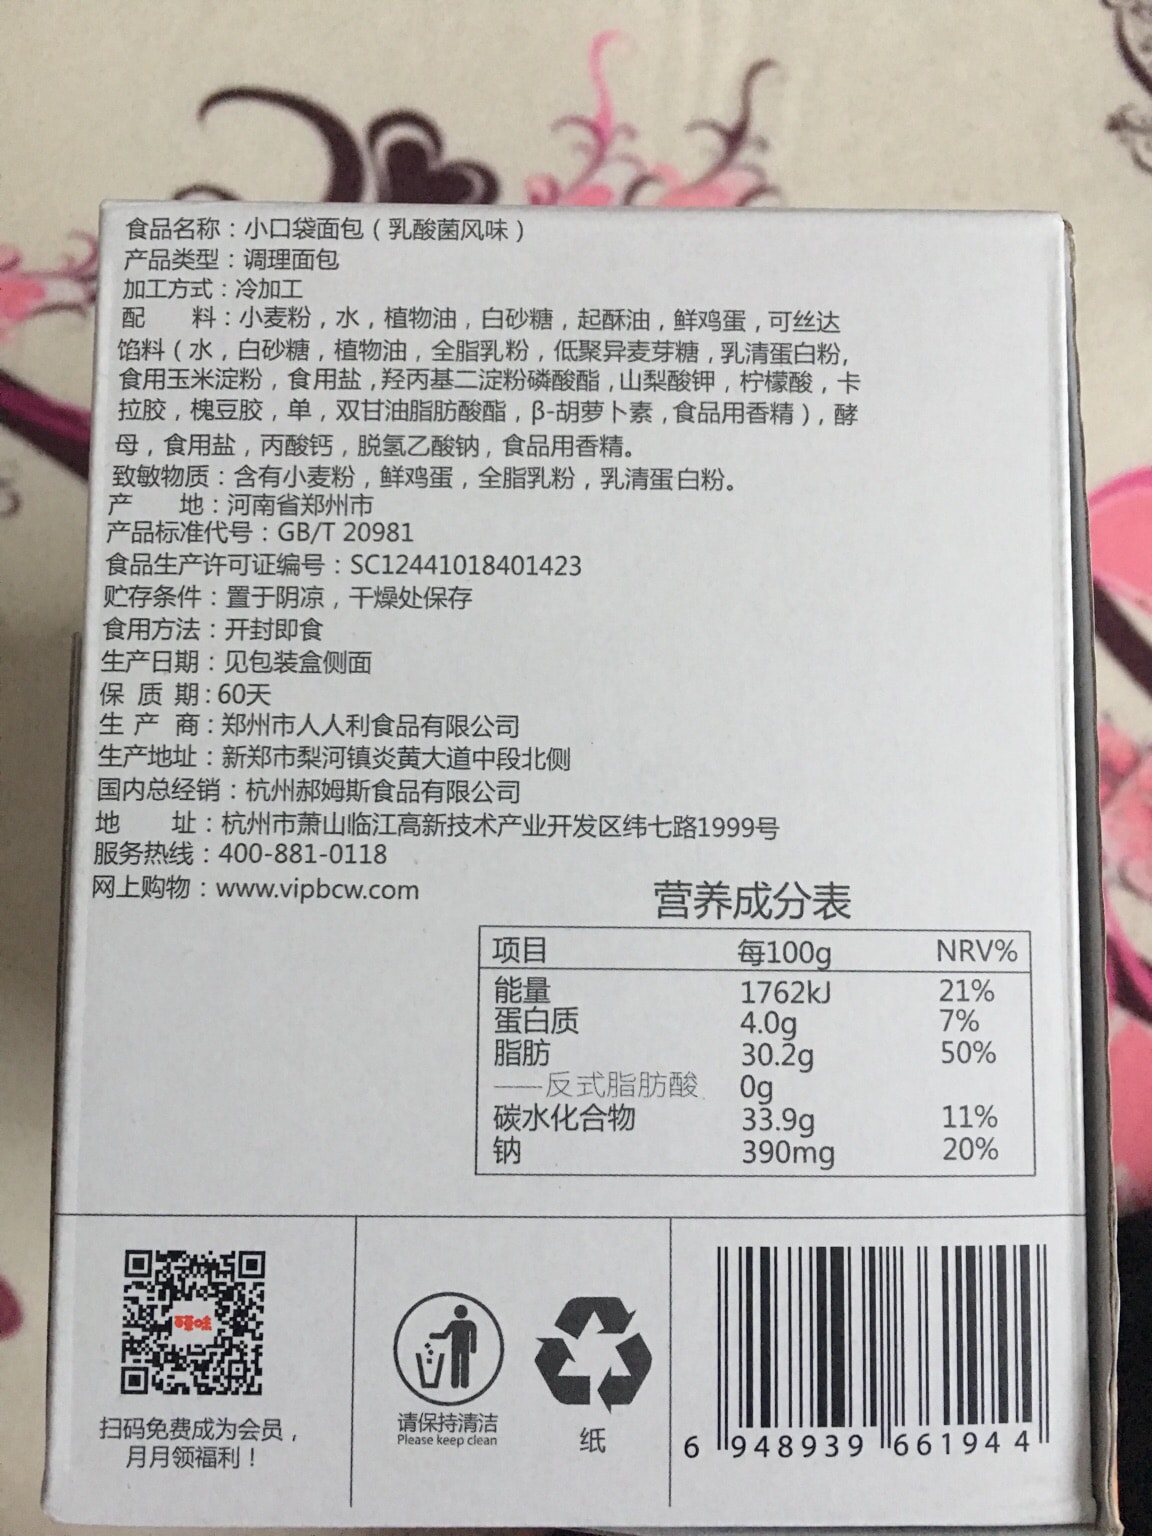 食品名称：小口袋面包（乳酸菌风味）
产品类型：调理面包
加工方式：冷加工
配　料：小麦粉，水，植物油，白砂糖，起酥油，鲜鸡蛋，可丝达
馅料（水，白砂糖，植物油，全脂乳粉，低聚异麦芽糖，乳清蛋白粉，
食用玉米淀粉，食用盐，羟丙基二淀粉磷酸酯，山梨酸钾，柠檬酸，卡
拉胶，槐豆胶，单，双甘油脂肪酸酯，β-胡萝卜素，食品用香精），酵
母，食用盐，丙酸钙，脱氢乙酸钠，食品用香精。
致敏物质：含有小麦粉，鲜鸡蛋，全脂乳粉，乳清蛋白粉。
产　地：河南省郑州市
产品标准代号：GB/T 20981
食品生产许可证编号：SC12441018401423
贮存条件：置于阴凉，干燥处保存
食用方法：开封即食
生产日期：见包装盒侧面
保 质 期：60天
生 产 商：郑州市人人利食品有限公司
生产地址：新郑市梨河镇炎黄大道中段北侧
国内总经销：杭州郝姆斯食品有限公司
地　址：杭州市萧山临江高新技术产业开发区纬七路1999号
服务热线：400-881-0118
网上购物：www.vipbcw.com
营养成分表
项目 每100g NRV%
能量 1762kJ 21%
蛋白质 4.0g 7%
脂肪 30.2g 50%
——反式脂肪酸 0g
碳水化合物 33.9g 11%
钠 390mg 20%
百草味
扫码免费成为会员，
月月领福利！
请保持清洁
Please keep clean
纸
6 948939 661944